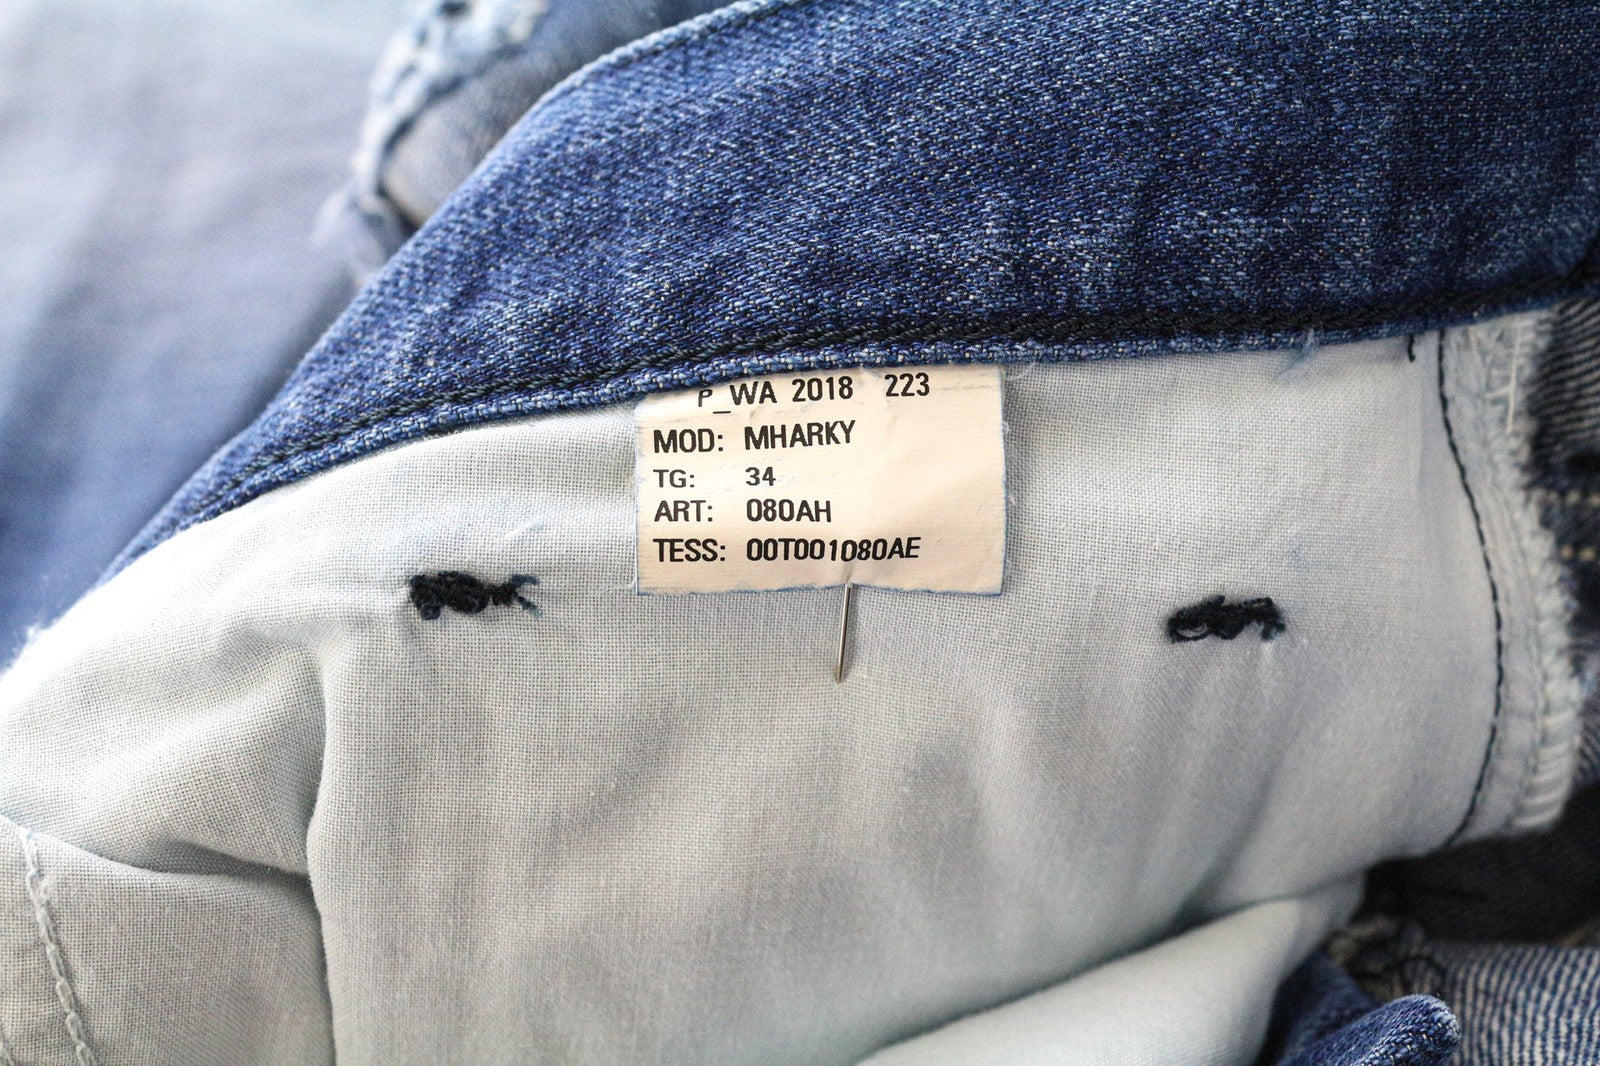 P_WA 2018 223
MOD: MHARKY
TG: 34
ART: 080AH
TESS: 00T001080AE